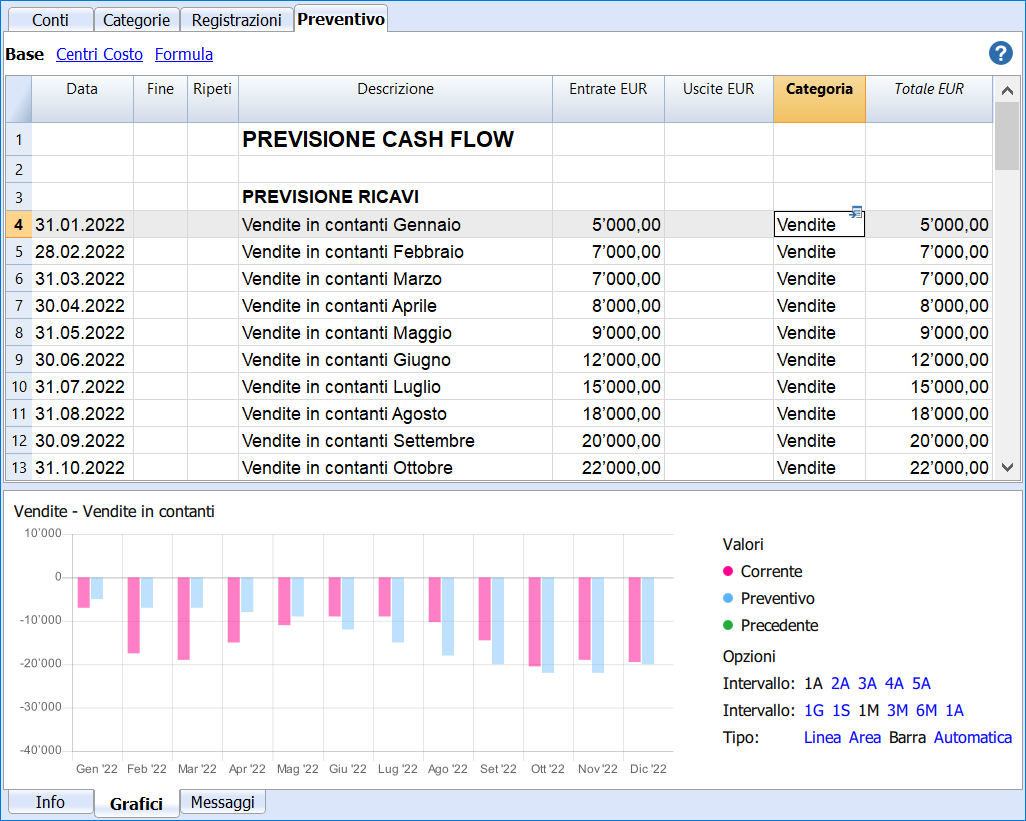 Conti Categorie Registrazioni Preventivo
Base Centri Costo Formula ?
Data Fine Ripeti Descrizione Entrate EUR Uscite EUR Categoria Totale EUR
1 PREVISIONE CASH FLOW
2
3 PREVISIONE RICAVI
4 31.01.2022 Vendite in contanti Gennaio 5'000,00 Vendite 5'000,00
5 28.02.2022 Vendite in contanti Febbraio 7'000,00 Vendite 7'000,00
6 31.03.2022 Vendite in contanti Marzo 7'000,00 Vendite 7'000,00
7 30.04.2022 Vendite in contanti Aprile 8'000,00 Vendite 8'000,00
8 31.05.2022 Vendite in contanti Maggio 9'000,00 Vendite 9'000,00
9 30.06.2022 Vendite in contanti Giugno 12'000,00 Vendite 12'000,00
10 31.07.2022 Vendite in contanti Luglio 15'000,00 Vendite 15'000,00
11 31.08.2022 Vendite in contanti Agosto 18'000,00 Vendite 18'000,00
12 30.09.2022 Vendite in contanti Settembre 20'000,00 Vendite 20'000,00
13 31.10.2022 Vendite in contanti Ottobre 22'000,00 Vendite 22'000,00
Vendite - Vendite in contanti
10'000
0
-10'000
-20'000
-30'000
-40'000
Gen '22 Feb '22 Mar '22 Apr '22 Mag '22 Giu '22 Lug '22 Ago '22 Set '22 Ott '22 Nov '22 Dic '22
Valori
Corrente
Preventivo
Precedente
Opzioni
Intervallo: 1A 2A 3A 4A 5A
Intervallo: 1G 1S 1M 3M 6M 1A
Tipo: Linea Area Barra Automatica
Info Grafici Messaggi